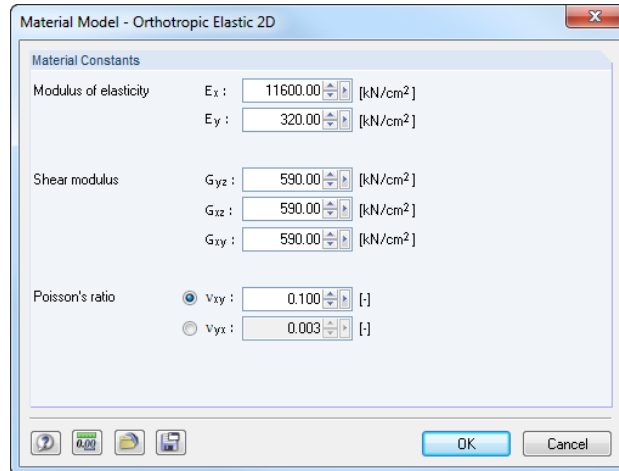 Material Model - Orthotropic Elastic 2D
Material Constants
Modulus of elasticity Ex : 11600.00 [kN/cm²]
Ey : 320.00 [kN/cm²]
Shear modulus Gyz : 590.00 [kN/cm²]
Gxz : 590.00 [kN/cm²]
Gxy : 590.00 [kN/cm²]
Poisson's ratio νxy : 0.100 [-]
νyx : 0.003 [-]
0.00 OK Cancel